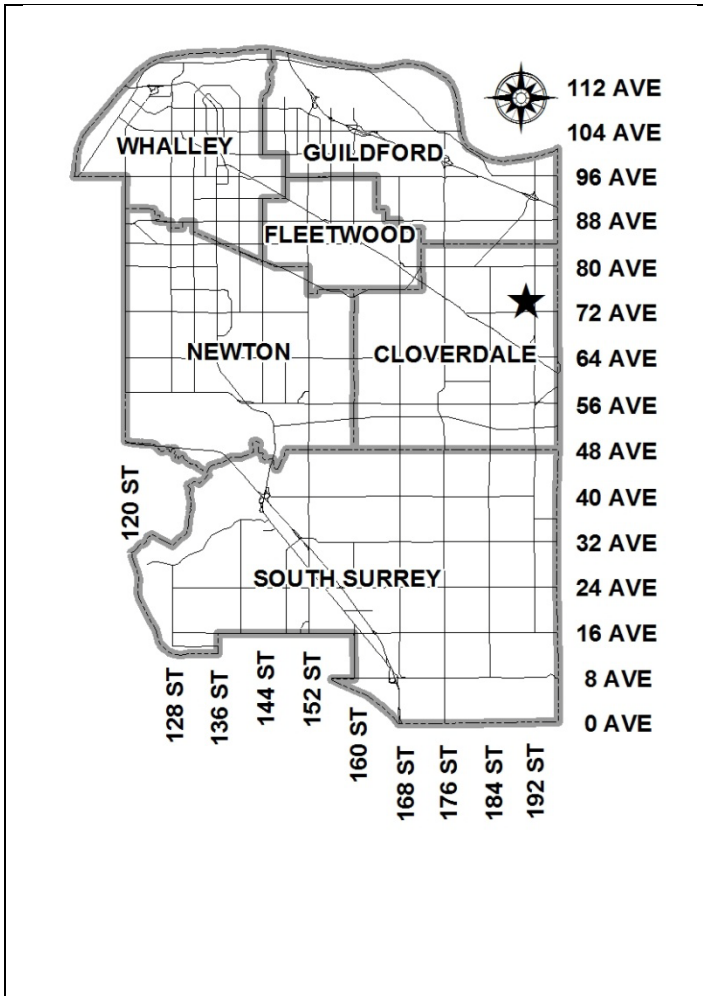 112 AVE
104 AVE
WHALLEY
GUILDFORD
96 AVE
88 AVE
FLEETWOOD
80 AVE
72 AVE
NEWTON
CLOVERDALE
64 AVE
56 AVE
48 AVE
120 ST
40 AVE
32 AVE
SOUTH SURREY
24 AVE
16 AVE
8 AVE
0 AVE
128 ST
136 ST
144 ST
152 ST
160 ST
168 ST
176 ST
184 ST
192 ST